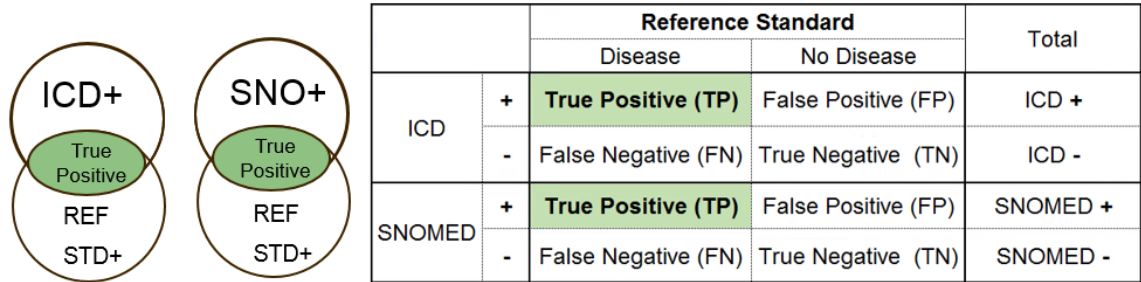 ICD+
True
Positive
REF
STD+
SNO+
True
Positive
REF
STD+
Reference Standard
Total
Disease
No Disease
ICD
+
True Positive (TP)
False Positive (FP)
ICD +
-
False Negative (FN)
True Negative (TN)
ICD -
SNOMED
+
True Positive (TP)
False Positive (FP)
SNOMED +
-
False Negative (FN)
True Negative (TN)
SNOMED -